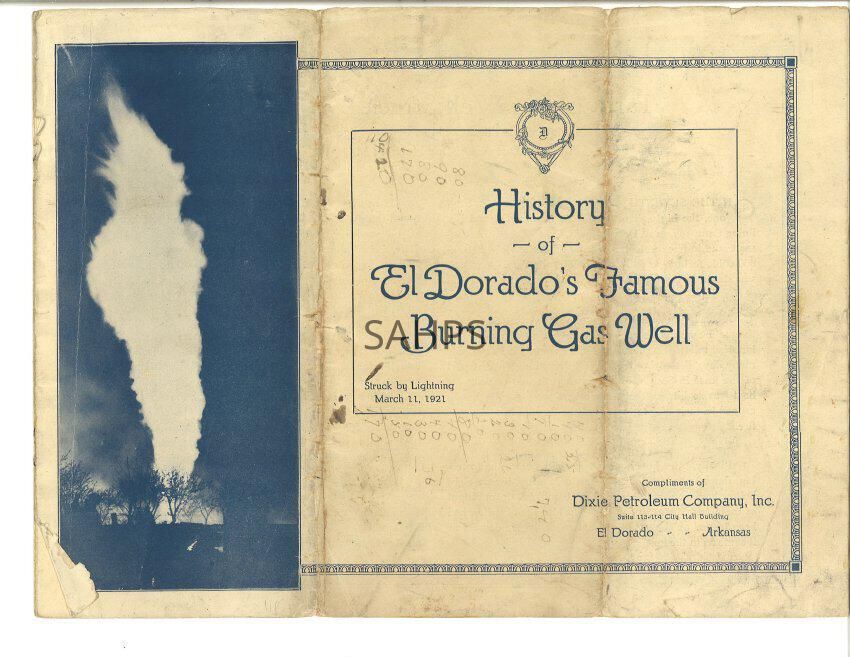 D
History
— of —
El Dorado's Famous
Burning Gas Well
SAHPS
Struck by Lightning
March 11, 1921
Compliments of
Dixie Petroleum Company, Inc.
Suite 113-114 City Hall Building
El Dorado - - Arkansas